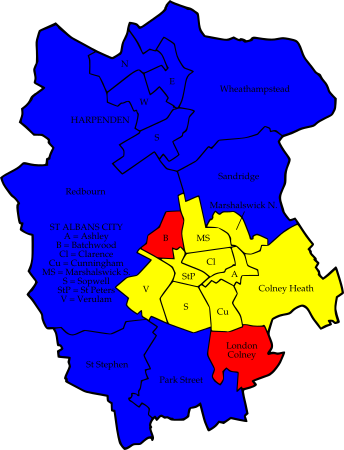 N
E
Wheathampstead
W
HARPENDEN
S
Sandridge
Redbourn
Marshalswick N
ST ALBANS CITY
A = Ashley
B = Batchwood
Cl = Clarence
Cu = Cunningham
MS = Marshalswick S
S = Sopwell
StP = St Peters
V = Verulam
B
MS
Cl
StP
A
V
Colney Heath
S
Cu
London
Colney
St Stephen
Park Street